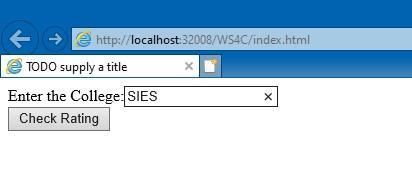 http://localhost:32008/WS4C/index.html
TODO supply a title
Enter the College:SIES
Check Rating